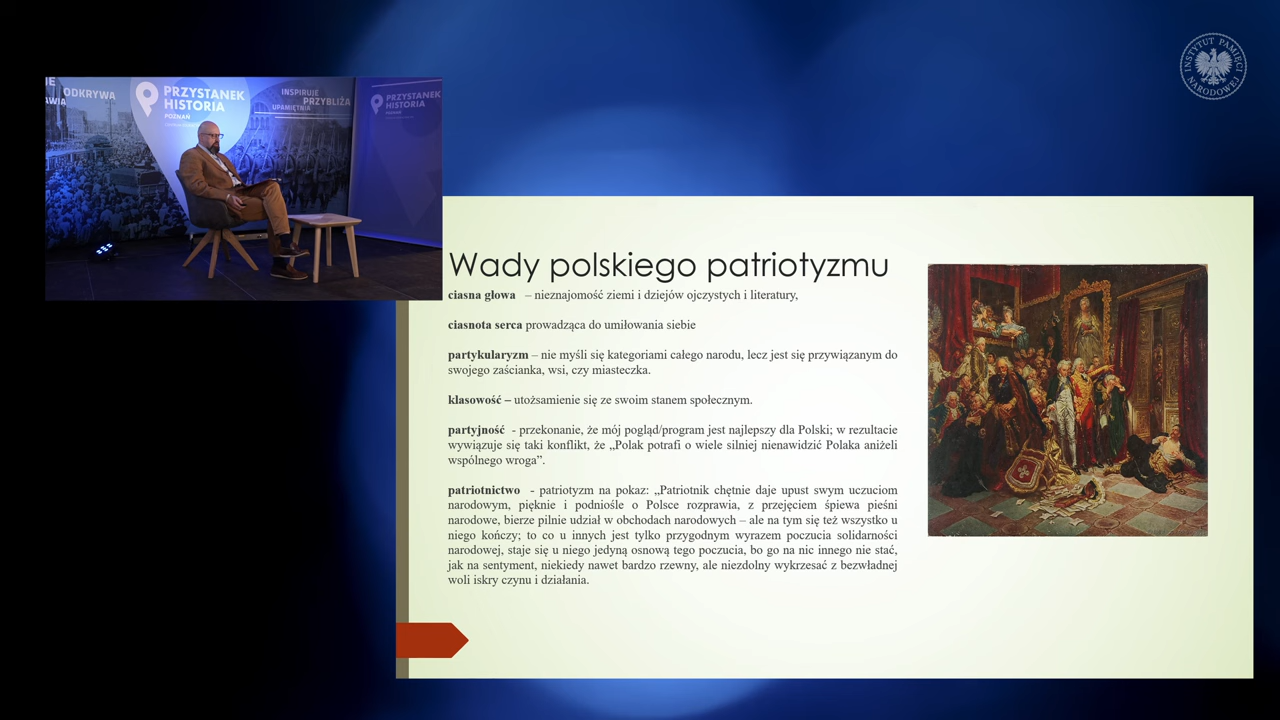 INSTYTUT PAMIĘCI NARODOWEJ
ODKRYWA
PRZYSTANEK
HISTORIA
POZNAŃ
INSPIRUJE
PRZYBLIŻA
UPAMIĘTNIA
PRZYSTANEK
HISTORIA
POZNAŃ
Wady polskiego patriotyzmu
ciasna głowa – nieznajomość ziemi i dziejów ojczystych i literatury,
ciasnota serca prowadząca do umiłowania siebie
partykularyzm – nie myśli się kategoriami całego narodu, lecz jest się przywiązanym do
swojego zaścianka, wsi, czy miasteczka.
klasowość – utożsamienie się ze swoim stanem społecznym.
partyjność - przekonanie, że mój pogląd/program jest najlepszy dla Polski; w rezultacie
wywiązuje się taki konflikt, że „Polak potrafi o wiele silniej nienawidzić Polaka aniżeli
wspólnego wroga”.
patriotnictwo - patriotyzm na pokaz: „Patriotnik chętnie daje upust swym uczuciom
narodowym, pięknie i podniośle o Polsce rozprawia, z przejęciem śpiewa pieśni
narodowe, bierze pilnie udział w obchodach narodowych – ale na tym się też wszystko u
niego kończy; to co u innych jest tylko przygodnym wyrazem poczucia solidarności
narodowej, staje się u niego jedyną osnową tego poczucia, bo go na nic innego nie stać,
jak na sentyment, niekiedy nawet bardzo rzewny, ale niezdolny wykrzesać z bezwładnej
woli iskry czynu i działania.